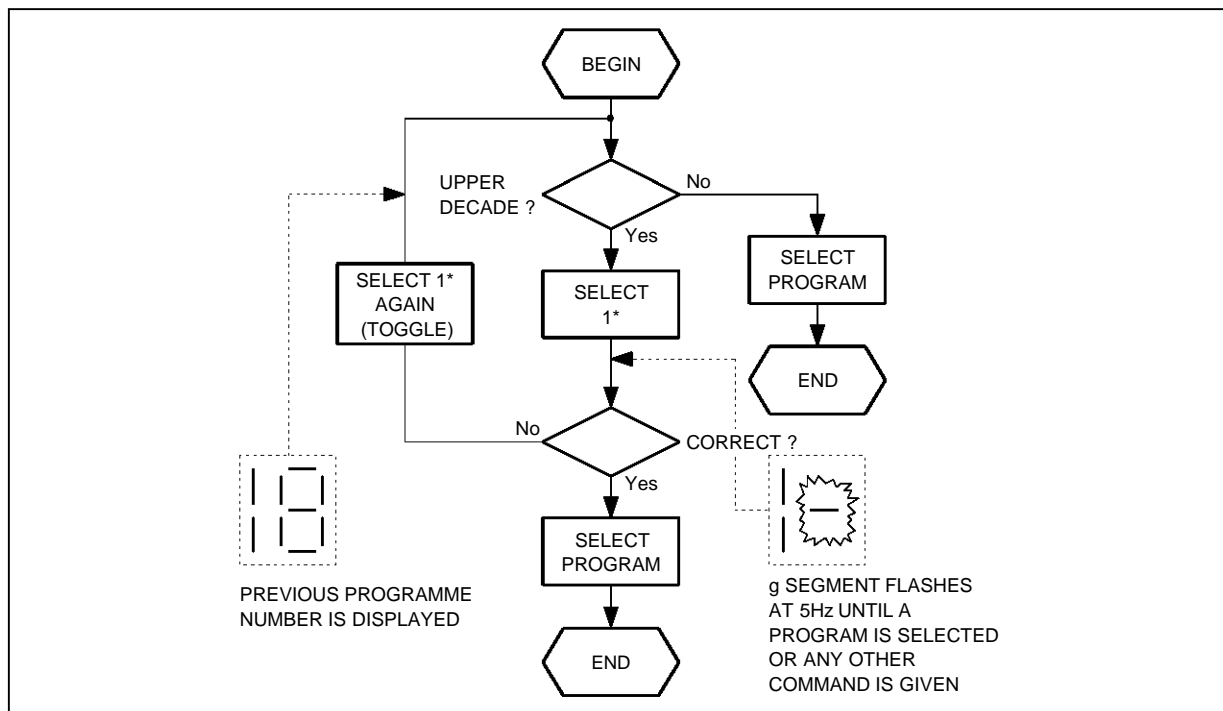 BEGIN
UPPER
DECADE ?
No
Yes
SELECT
PROGRAM
SELECT 1*
AGAIN
(TOGGLE)
SELECT
1*
END
No
CORRECT ?
Yes
18
1-
SELECT
PROGRAM
PREVIOUS PROGRAMME
NUMBER IS DISPLAYED
g SEGMENT FLASHES
AT 5Hz UNTIL A
PROGRAM IS SELECTED
OR ANY OTHER
COMMAND IS GIVEN
END